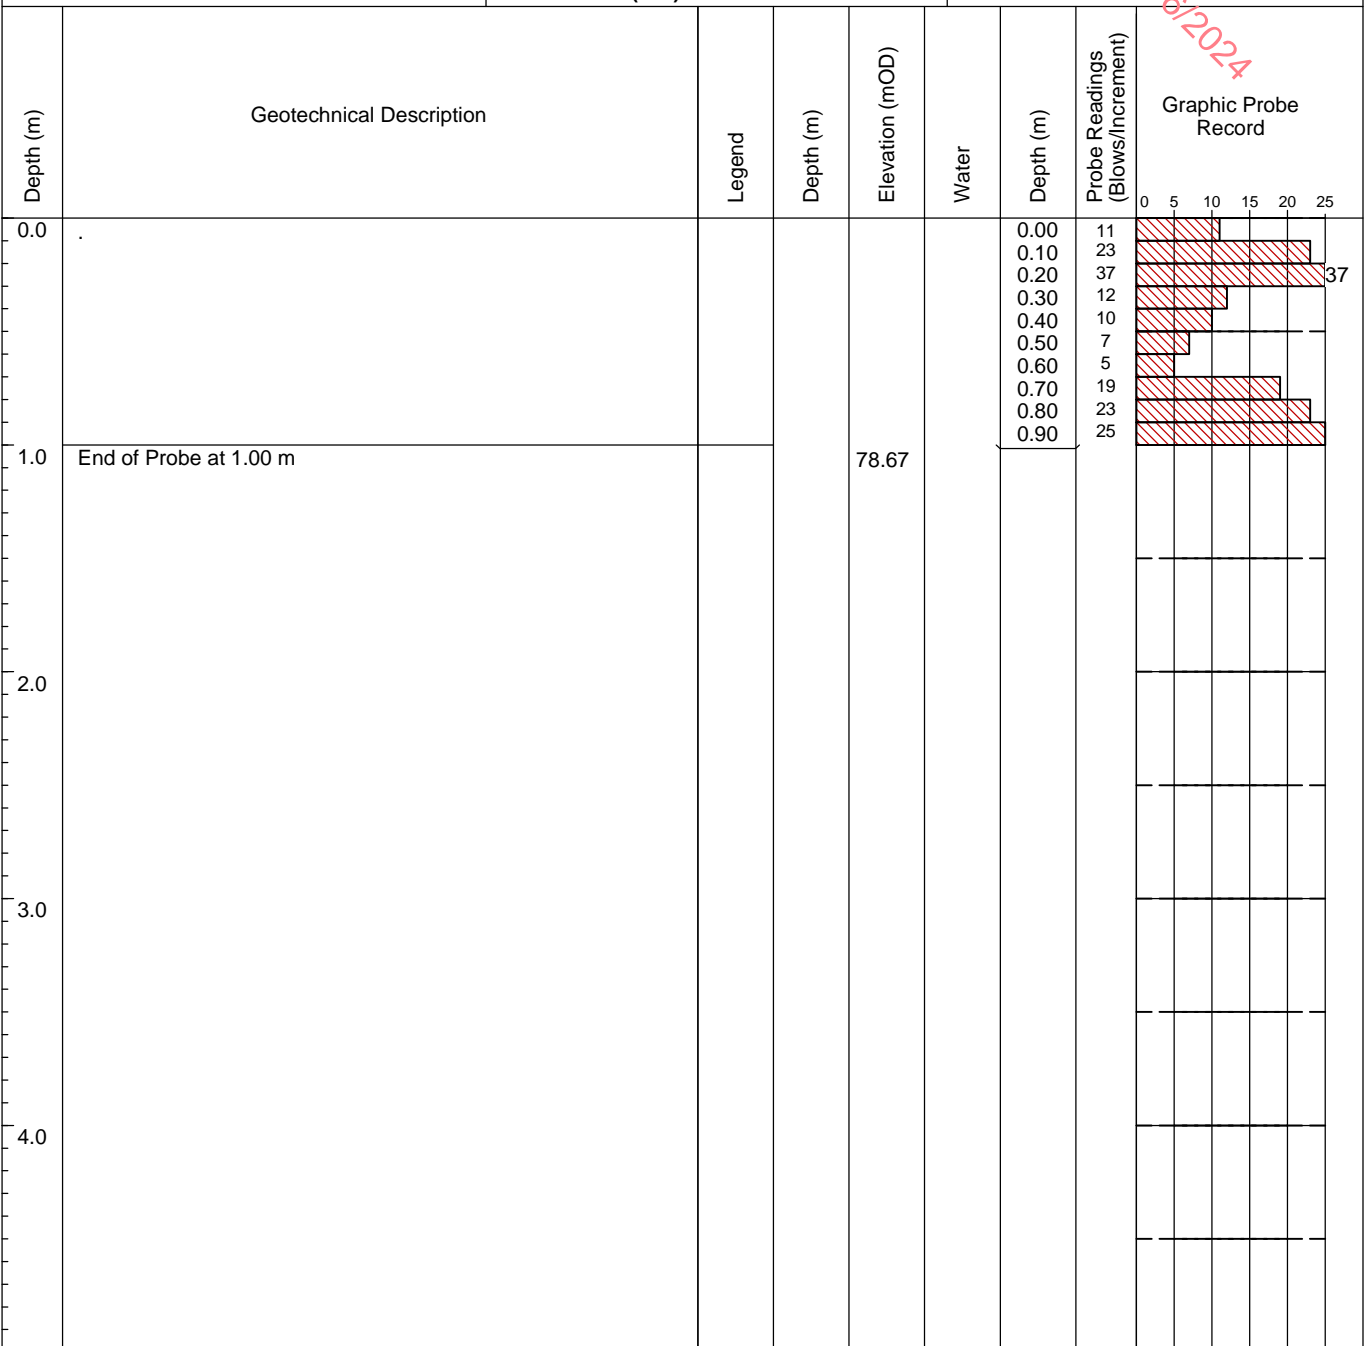 6/2024
Depth (m)
Geotechnical Description
Legend
Depth (m)
Elevation (mOD)
Water
Depth (m)
Probe Readings
(Blows/Increment)
Graphic Probe
Record
0 5 10 15 20 25
0.0 . 0.00 11
0.10 23
0.20 37 37
0.30 12
0.40 10
0.50 7
0.60 5
0.70 19
0.80 23
0.90 25
1.0 End of Probe at 1.00 m 78.67
2.0
3.0
4.0